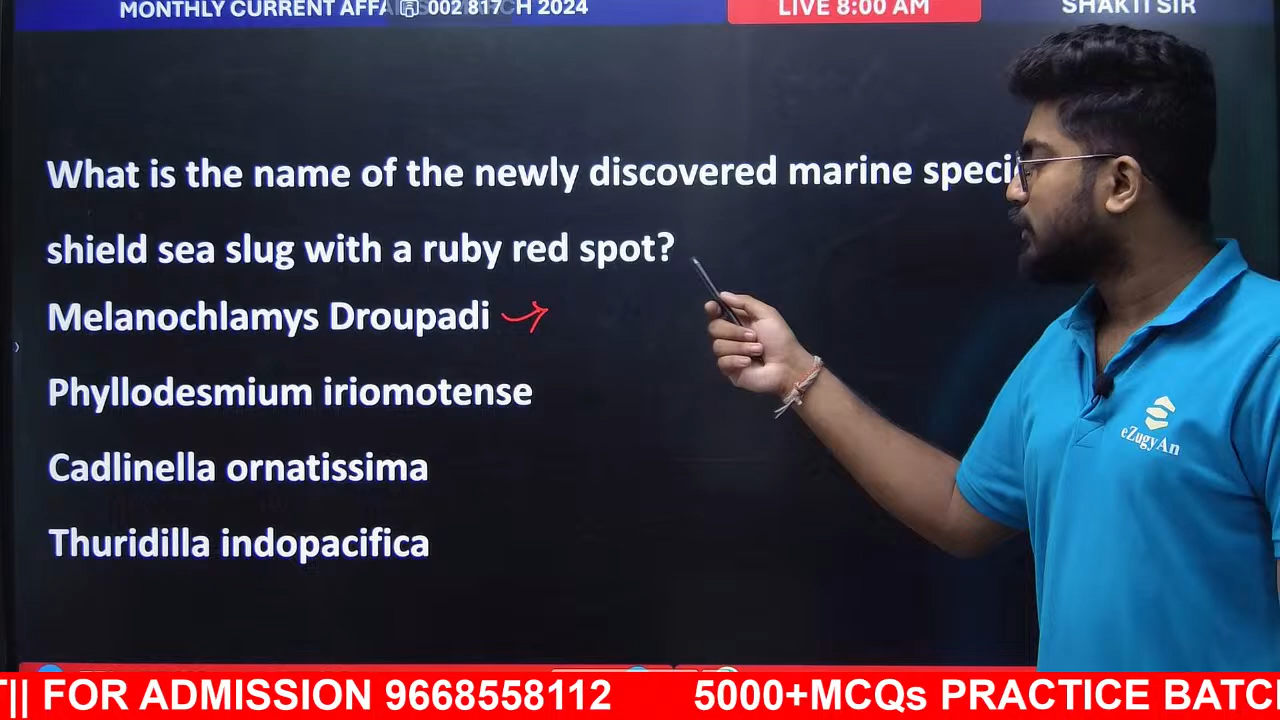 MONTHLY CURRENT AFFA 002 817CH 2024
LIVE 8:00 AM
SHAKTI SIR
What is the name of the newly discovered marine speci
shield sea slug with a ruby red spot?
Melanochlamys Droupadi
Phyllodesmium iriomotense
Cadlinella ornatissima
Thuridilla indopacifica
eZugyAn
T|| FOR ADMISSION 9668558112 5000+MCQs PRACTICE BATC